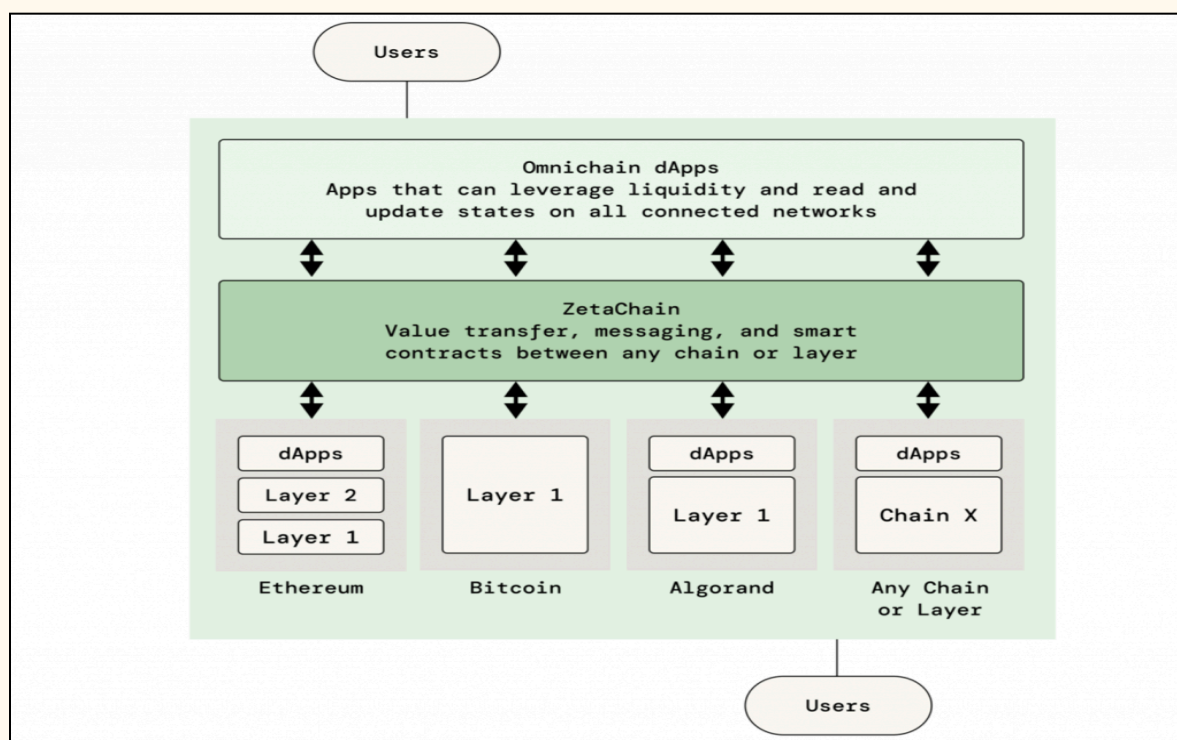 Users
Omnichain dApps
Apps that can leverage liquidity and read and
update states on all connected networks
ZetaChain
Value transfer, messaging, and smart
contracts between any chain or layer
dApps
Layer 2
Layer 1
Ethereum
Layer 1
Bitcoin
dApps
Layer 1
Algorand
dApps
Chain X
Any Chain
or Layer
Users